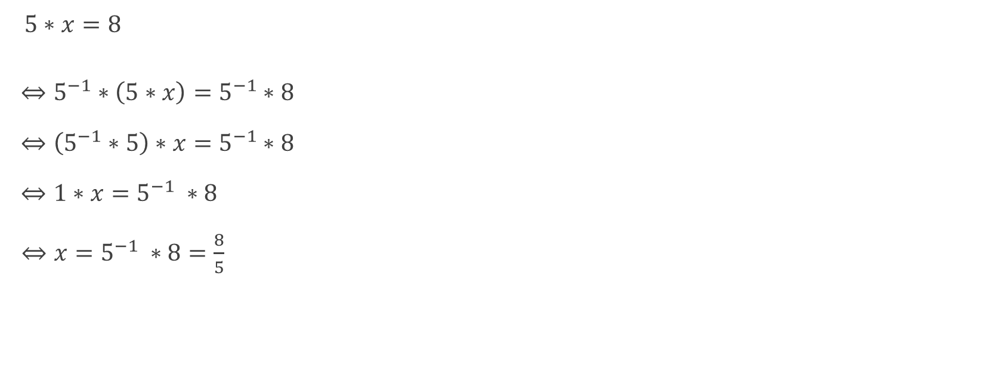 5 ∗ x = 8
⇔ 5⁻¹ ∗ (5 ∗ x) = 5⁻¹ ∗ 8
⇔ (5⁻¹ ∗ 5) ∗ x = 5⁻¹ ∗ 8
⇔ 1 ∗ x = 5⁻¹ ∗ 8
⇔ x = 5⁻¹ ∗ 8 = 8/5